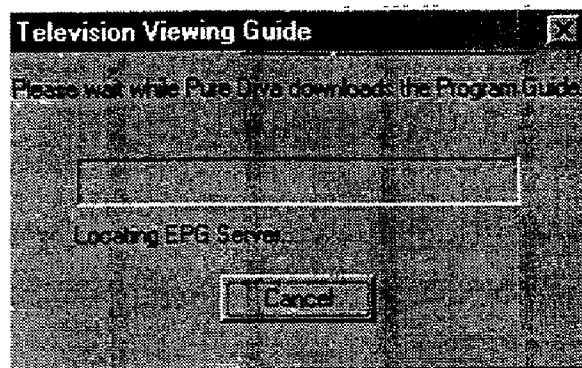 Television Viewing Guide
Please wait while Pure Diva downloads the Program Guide.
Locating EPG Server...
Cancel